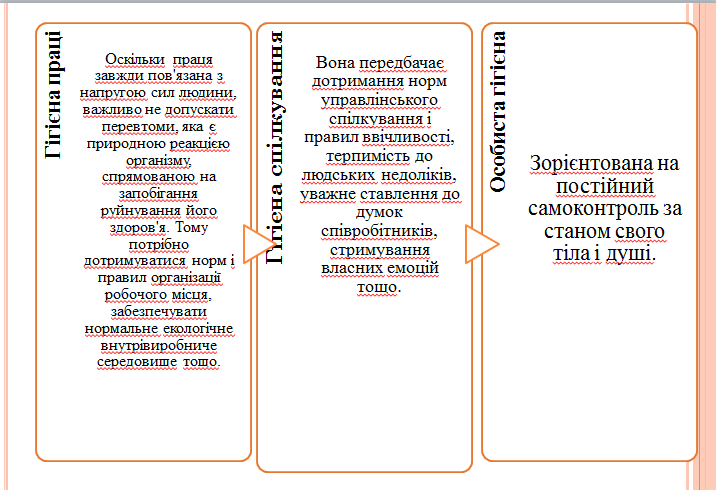 Гігієна праці
Оскільки праця
завжди пов'язана з
напругою сил людини,
важливо не допускати
перевтоми, яка є
природною реакцією
організму,
спрямованою на
запобігання
руйнування його
здоров'я. Тому
потрібно
дотримуватися норм і
правил організації
робочого місця,
забезпечувати
нормальне екологічне
внутрівиробниче
середовище тощо.
Гігієна спілкування
Вона передбачає
дотримання норм
управлінського
спілкування і
правил ввічливості,
терпимість до
людських недоліків,
уважне ставлення до
думок
співробітників,
стримування
власних емоцій
тощо.
Особиста гігієна
Зорієнтована на
постійний
самоконтроль за
станом свого
тіла і душі.